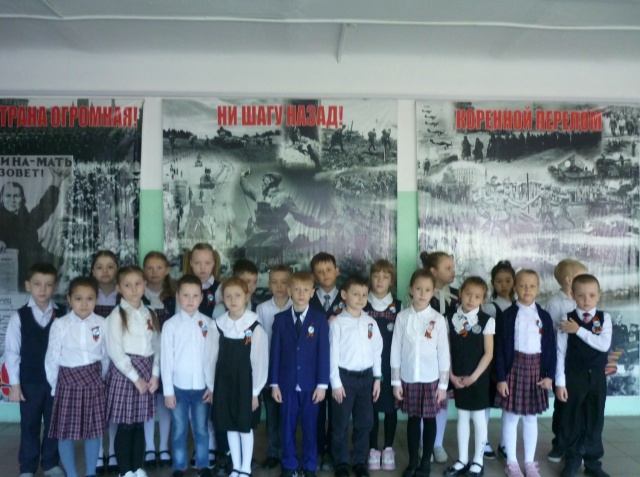 ТРАНА ОГРОМНАЯ!
НИ ШАГУ НАЗАД!
КОРЕННОЙ ПЕРЕЛОМ
ИНА-МАТЬ
ЗОВЕТ!